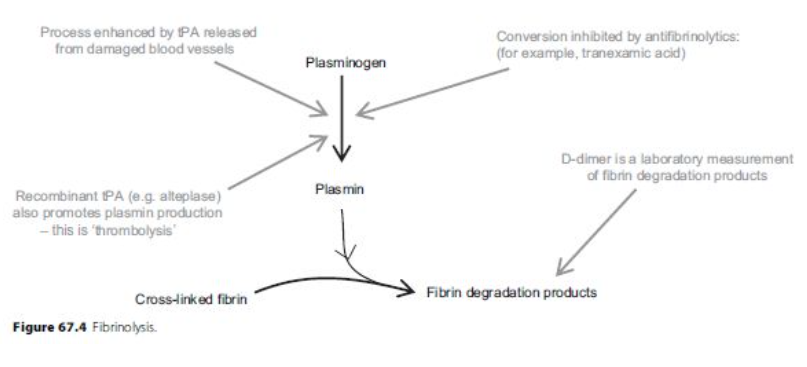 Process enhanced by tPA released
from damaged blood vessels
Conversion inhibited by antifibrinolytics:
(for example, tranexamic acid)
Plasminogen
D-dimer is a laboratory measurement
of fibrin degradation products
Recombinant tPA (e.g. alteplase)
also promotes plasmin production
– this is ‘thrombolysis’
Plasmin
Cross-linked fibrin
Fibrin degradation products
Figure 67.4 Fibrinolysis.